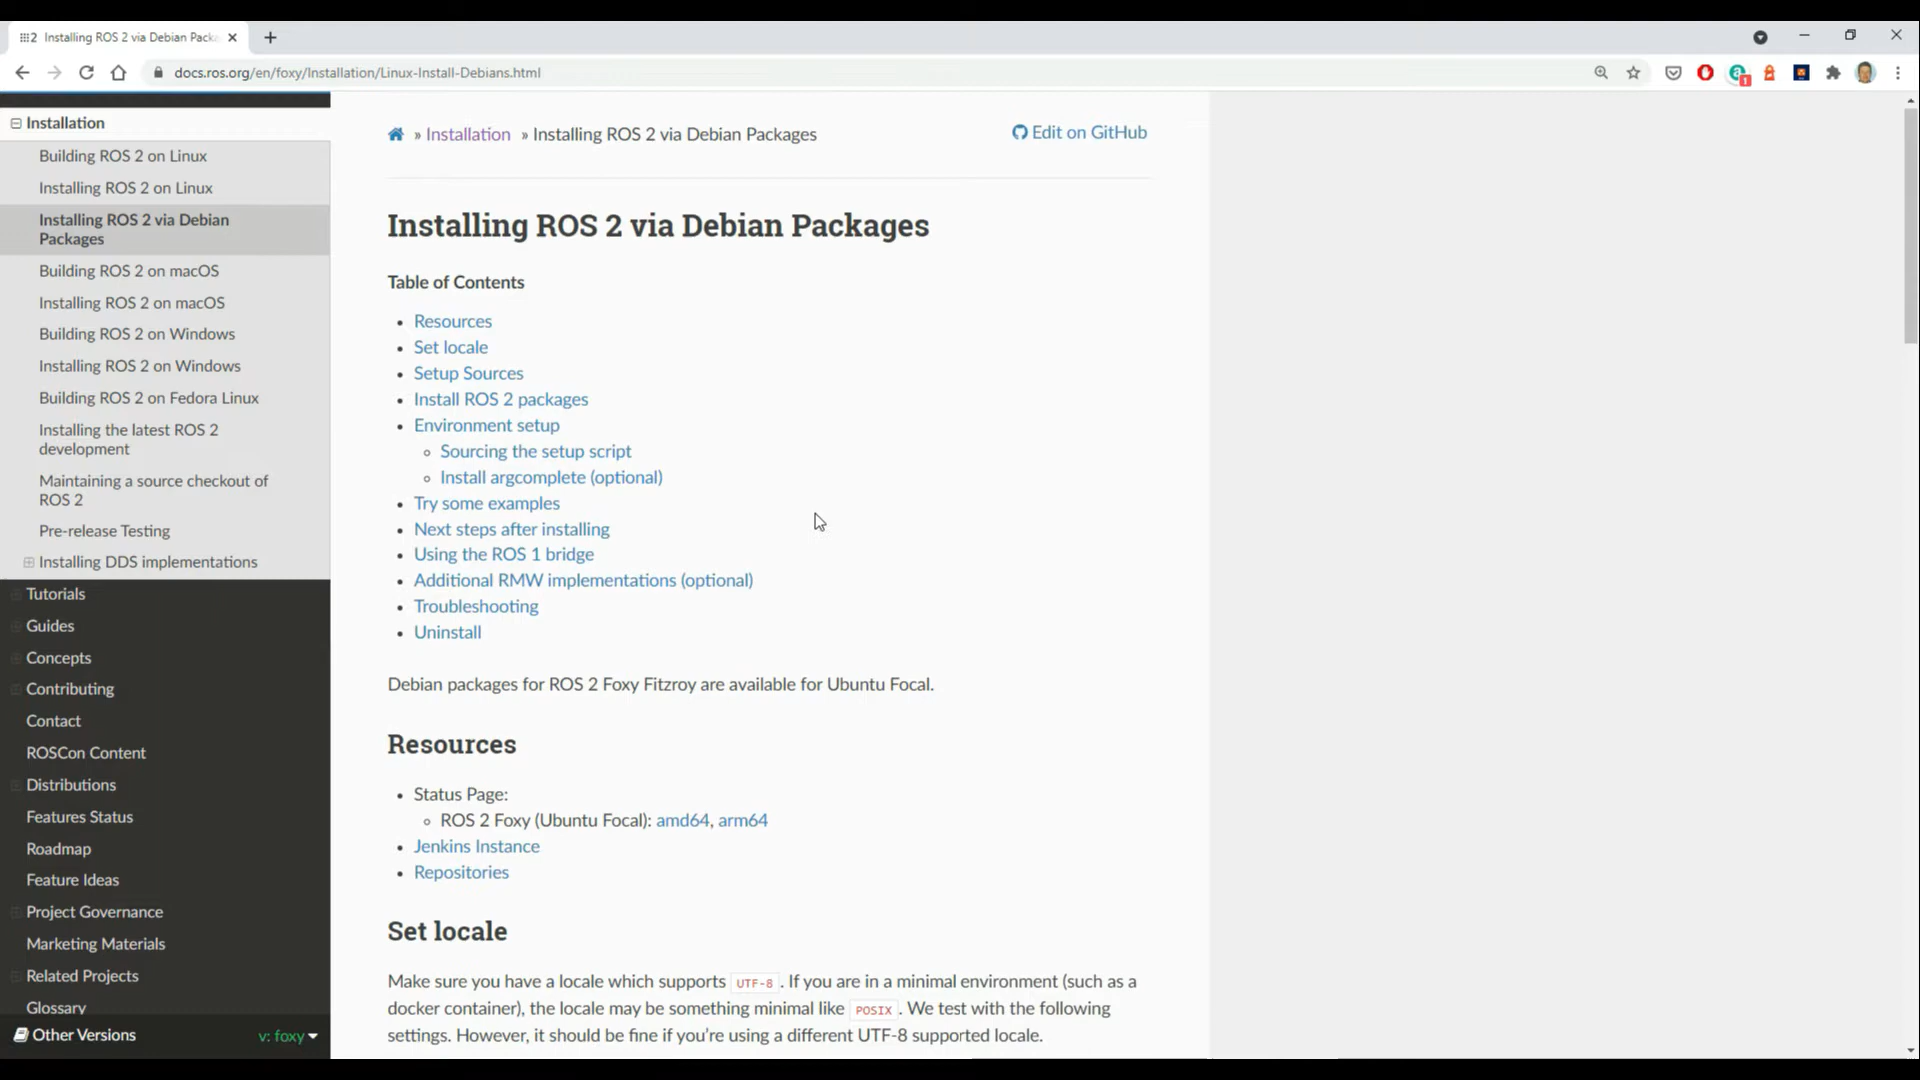 Installing ROS 2 via Debian Pack
docs.ros.org/en/foxy/Installation/Linux-Install-Debians.html
1
Installation
Building ROS 2 on Linux
Installing ROS 2 on Linux
Installing ROS 2 via Debian
Packages
Building ROS 2 on macOS
Installing ROS 2 on macOS
Building ROS 2 on Windows
Installing ROS 2 on Windows
Building ROS 2 on Fedora Linux
Installing the latest ROS 2
development
Maintaining a source checkout of
ROS 2
Pre-release Testing
Installing DDS implementations
Tutorials
Guides
Concepts
Contributing
Contact
ROSCon Content
Distributions
Features Status
Roadmap
Feature Ideas
Project Governance
Marketing Materials
Related Projects
Glossary
Other Versions v: foxy
» Installation » Installing ROS 2 via Debian Packages
Edit on GitHub
Installing ROS 2 via Debian Packages
Table of Contents
Resources
Set locale
Setup Sources
Install ROS 2 packages
Environment setup
Sourcing the setup script
Install argcomplete (optional)
Try some examples
Next steps after installing
Using the ROS 1 bridge
Additional RMW implementations (optional)
Troubleshooting
Uninstall
Debian packages for ROS 2 Foxy Fitzroy are available for Ubuntu Focal.
Resources
Status Page:
ROS 2 Foxy (Ubuntu Focal): amd64, arm64
Jenkins Instance
Repositories
Set locale
Make sure you have a locale which supports UTF-8 . If you are in a minimal environment (such as a
docker container), the locale may be something minimal like POSIX . We test with the following
settings. However, it should be fine if you're using a different UTF-8 supported locale.